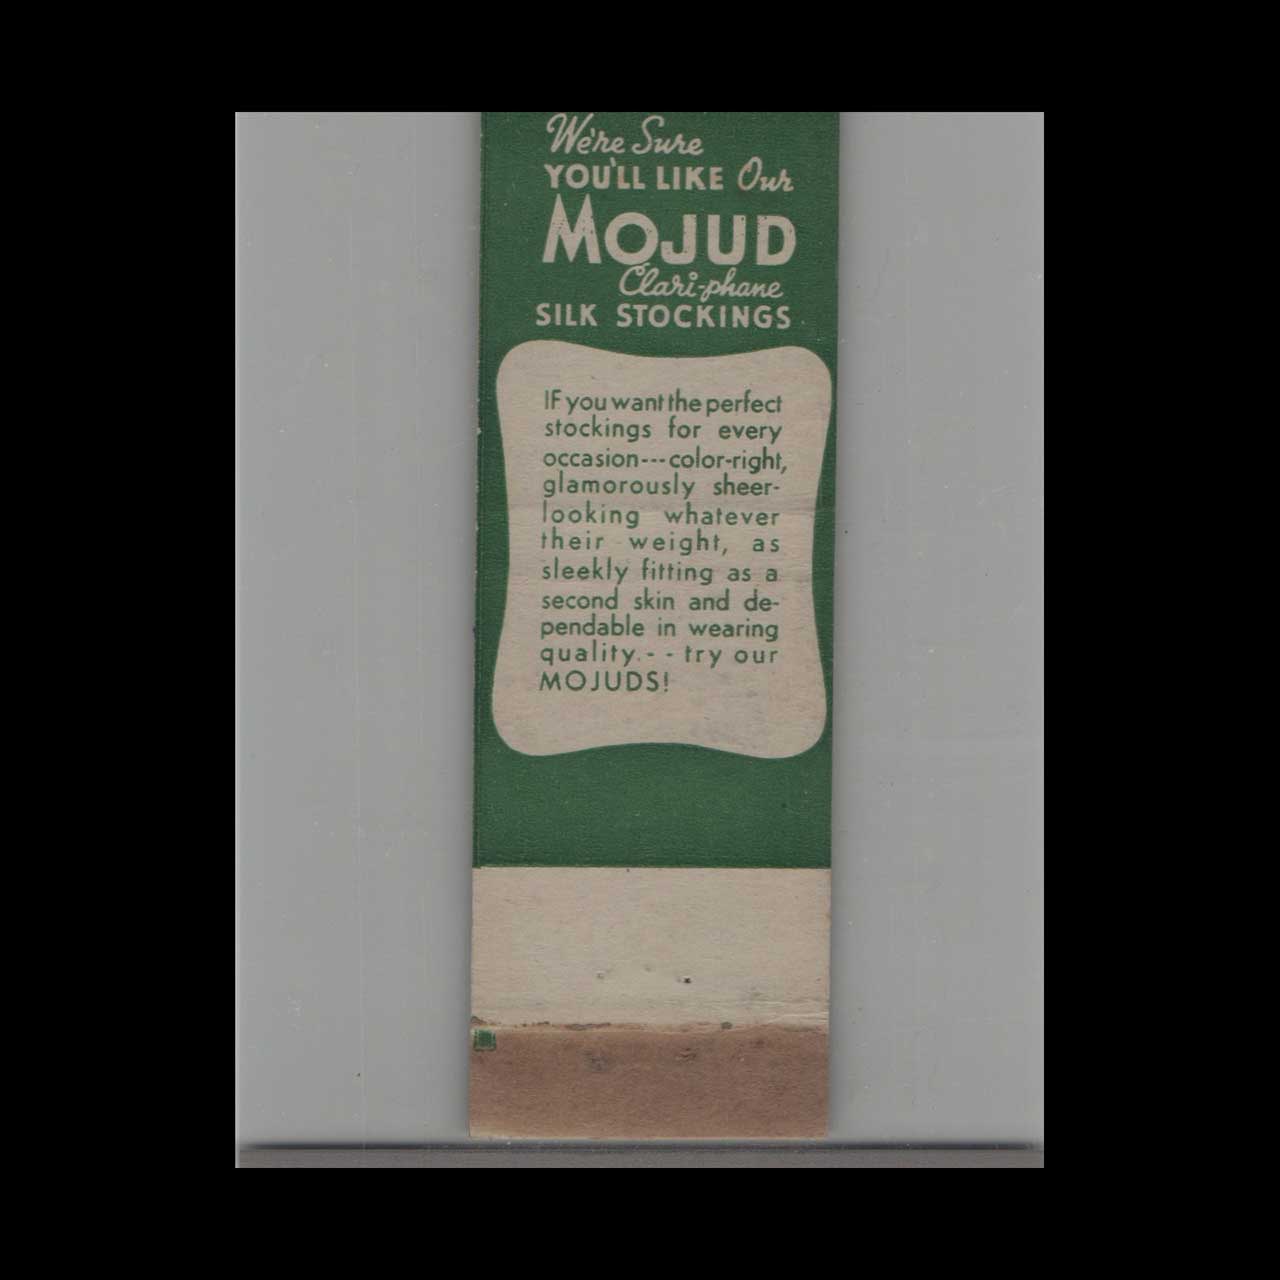 We're Sure
YOU'LL LIKE Our
MOJUD
Clari-phane
SILK STOCKINGS
IF you want the perfect
stockings for every
occasion---color-right,
glamorously sheer-
looking whatever
their weight, as
sleekly fitting as a
second skin and de-
pendable in wearing
quality.-- try our
MOJUDS!